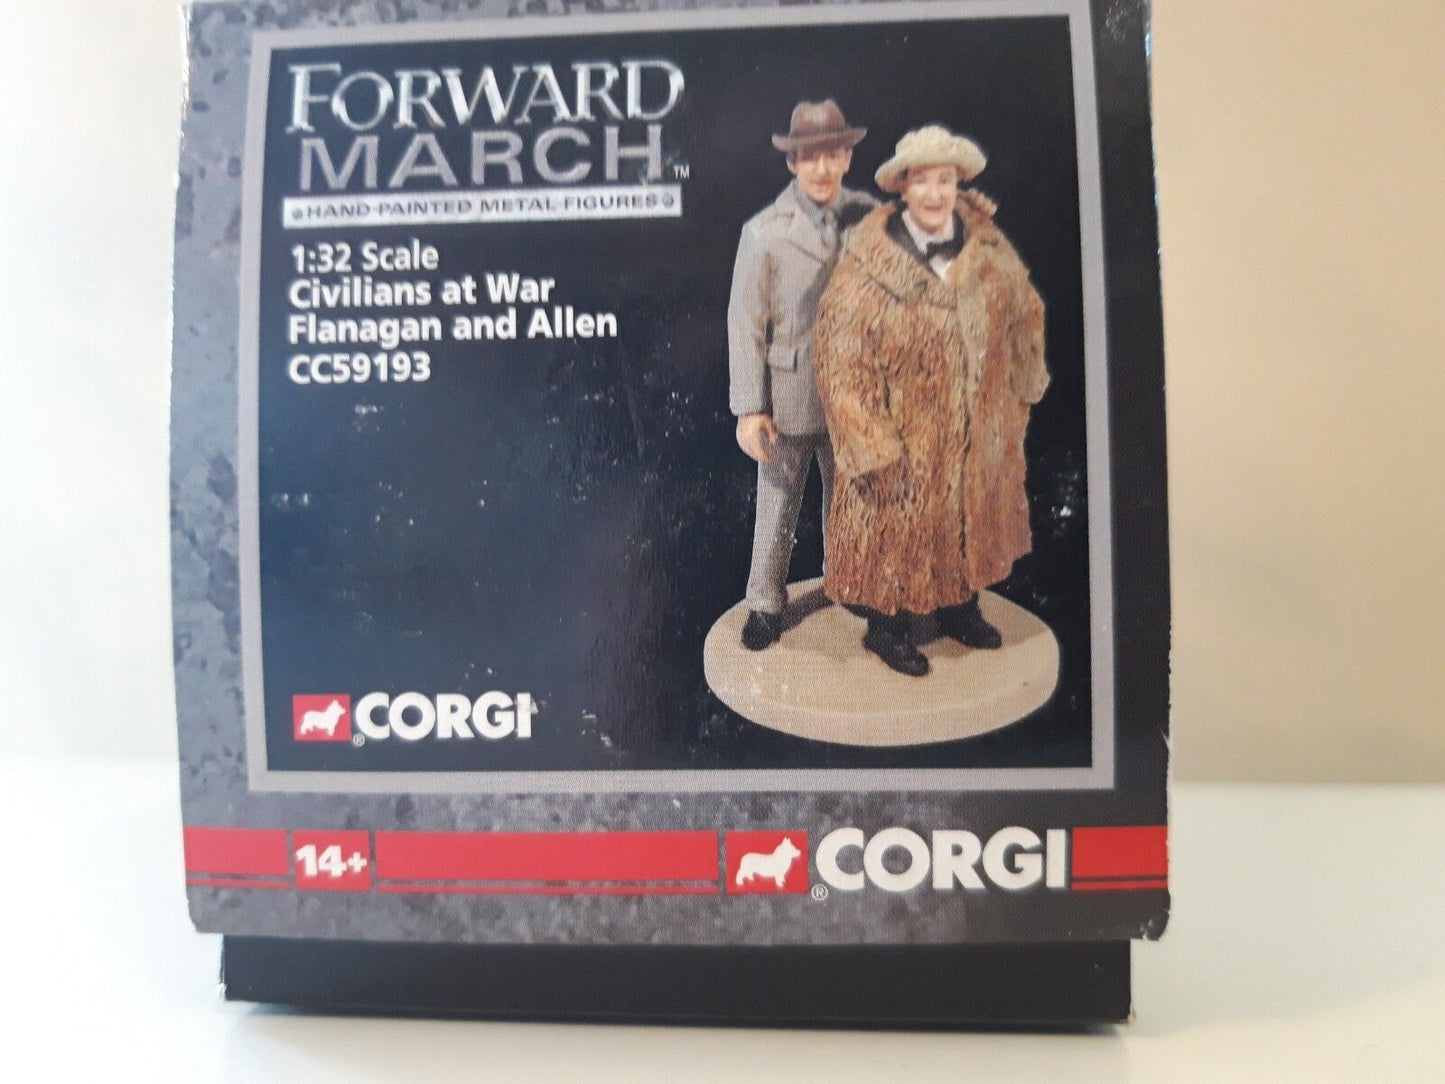 FORWARD
MARCH™
HAND-PAINTED METAL FIGURES
1:32 Scale
Civilians at War
Flanagan and Allen
CC59193
®CORGI
14+
®CORGI